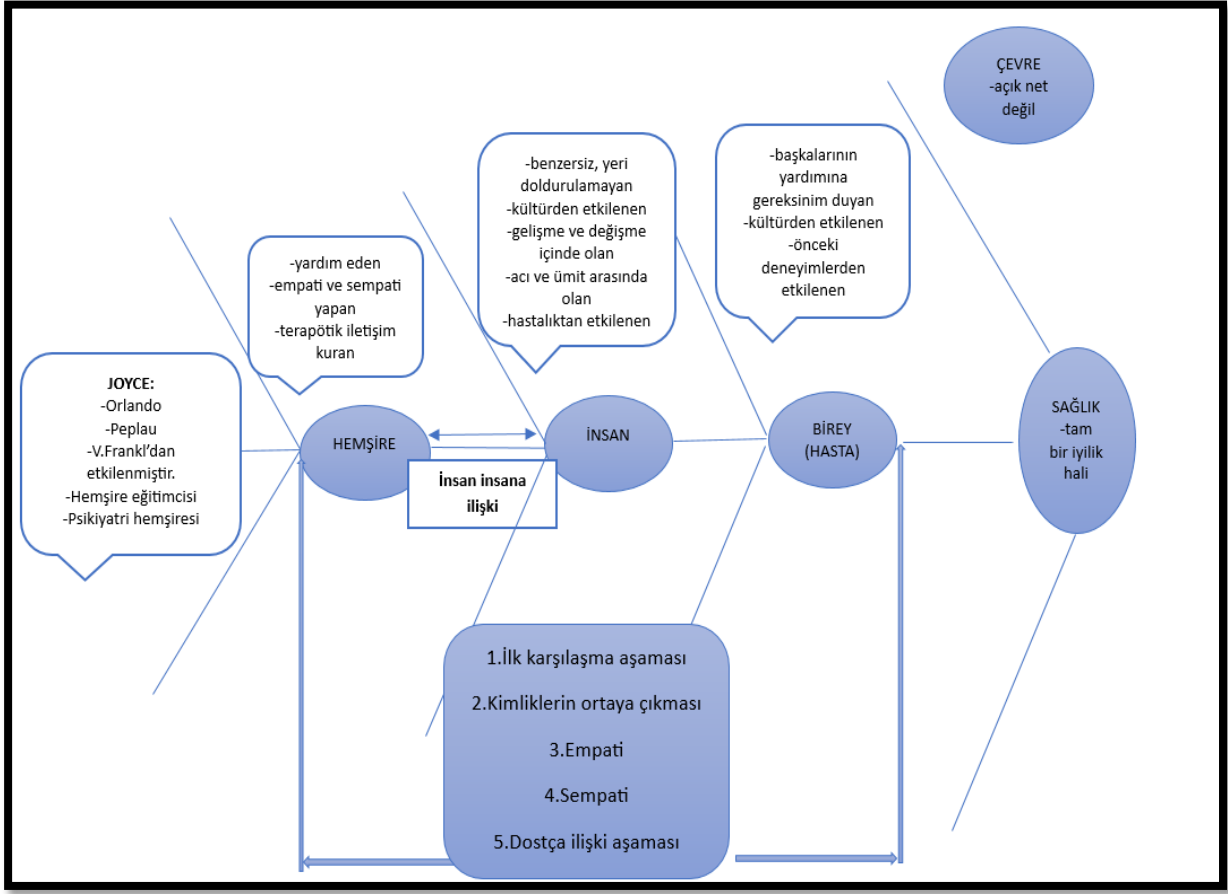 ÇEVRE
-açık net
değil
-başkalarının
yardımına
gereksinim duyan
-kültürden etkilenen
-önceki
deneyimlerden
etkilenen
-benzersiz, yeri
doldurulamayan
-kültürden etkilenen
-gelişme ve değişme
içinde olan
-acı ve ümit arasında
olan
-hastalıktan etkilenen
-yardım eden
-empati ve sempati
yapan
-terapötik iletişim
kuran
JOYCE:
-Orlando
-Peplau
-V.Frankl’dan
etkilenmiştir.
-Hemşire eğitimcisi
-Psikiyatri hemşiresi
HEMŞİRE
İnsan insana
ilişki
İNSAN
BİREY
(HASTA)
SAĞLIK
-tam
bir iyilik
hali
1.İlk karşılaşma aşaması
2.Kimliklerin ortaya çıkması
3.Empati
4.Sempati
5.Dostça ilişki aşaması